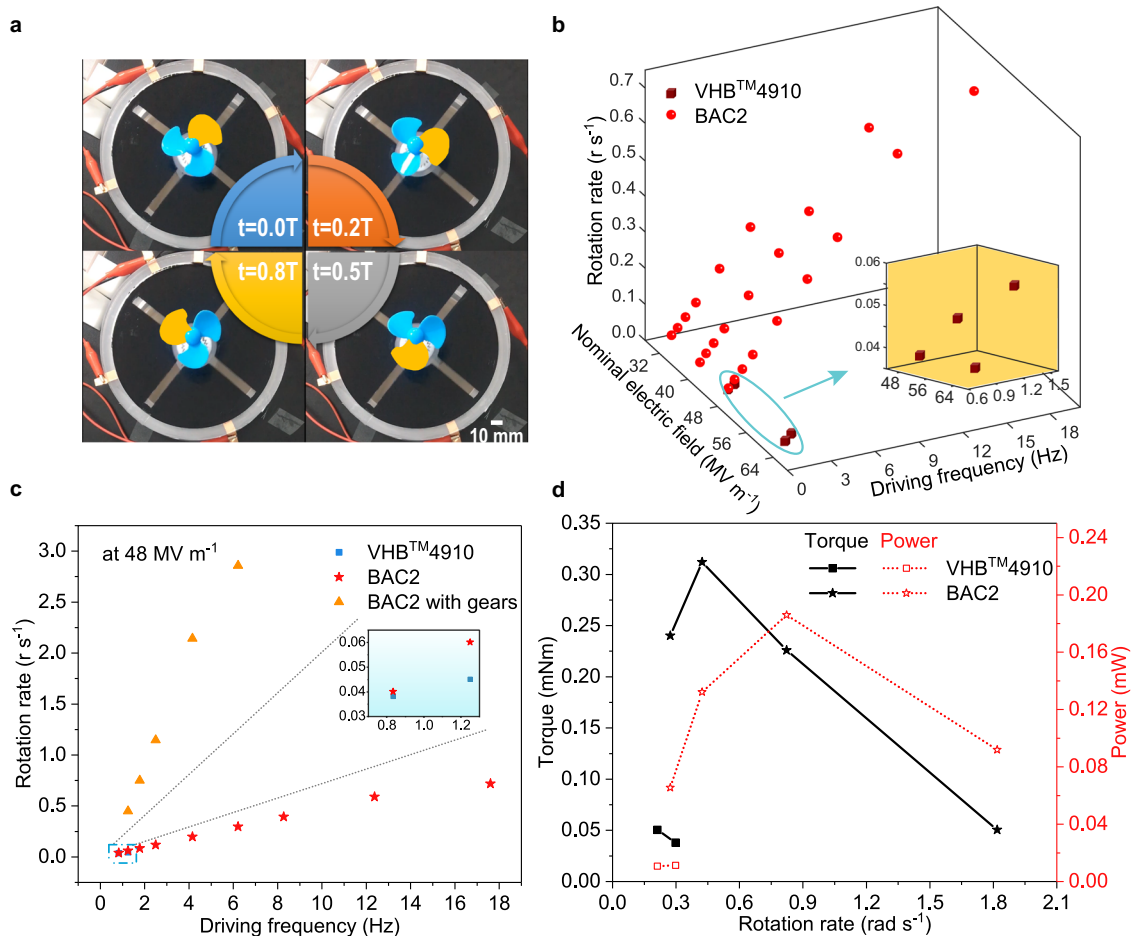 a
t=0.0T
t=0.2T
t=0.8T
t=0.5T
10 mm
b
VHB™4910
BAC2
Rotation rate (r s⁻¹)
0.7
0.6
0.5
0.4
0.3
0.2
0.1
0.0
Nominal electric field (MV m⁻¹)
32
40
48
56
64
Driving frequency (Hz)
0
3
6
9
12
15
18
0.06
0.05
0.04
48
56
64
0.6
0.9
1.2
1.5
c
at 48 MV m⁻¹
VHB™4910
BAC2
BAC2 with gears
Rotation rate (r s⁻¹)
3.0
2.5
2.0
1.5
1.0
0.5
0.0
0.06
0.05
0.04
0.03
0.8 1.0 1.2
0 2 4 6 8 10 12 14 16 18
Driving frequency (Hz)
d
Torque Power
VHB™4910
BAC2
Torque (mNm)
0.35
0.30
0.25
0.20
0.15
0.10
0.05
0.00
Power (mW)
0.24
0.20
0.16
0.12
0.08
0.04
0.00
0.0 0.3 0.6 0.9 1.2 1.5 1.8 2.1
Rotation rate (rad s⁻¹)